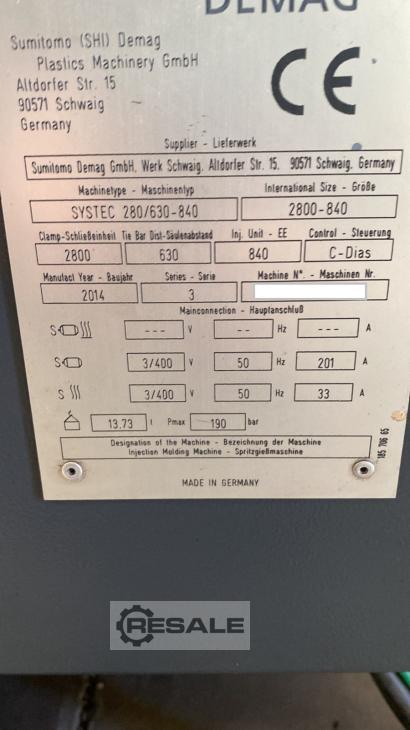 DEMAG
Sumitomo (SHI) Demag
Plastics Machinery GmbH
Altdorfer Str. 15
90571 Schwaig
Germany
CE
Supplier - Lieferwerk
Sumitomo Demag GmbH, Werk Schwaig, Altdorfer Str. 15, 90571 Schwaig, Germany
Machinetype - Maschinentyp International Size - Größe
SYSTEC 280/630-840 2800-840
Clamp-Schließeinheit Tie Bar Dist-Säulenabstand Inj. Unit - EE Control - Steuerung
2800 630 840 C-Dias
Manufact Year - Baujahr Series - Serie Machine N°. - Maschinen Nr.
2014 3
Mainconnection - Hauptanschluß
S --- V -- Hz --- A
S 3/400 V 50 Hz 201 A
S 3/400 V 50 Hz 33 A
13.73 t Pmax 190 bar
Designation of the Machine - Bezeichnung der Maschine
Injection Molding Machine - Spritzgießmaschine
185 706 65
MADE IN GERMANY
RESALE